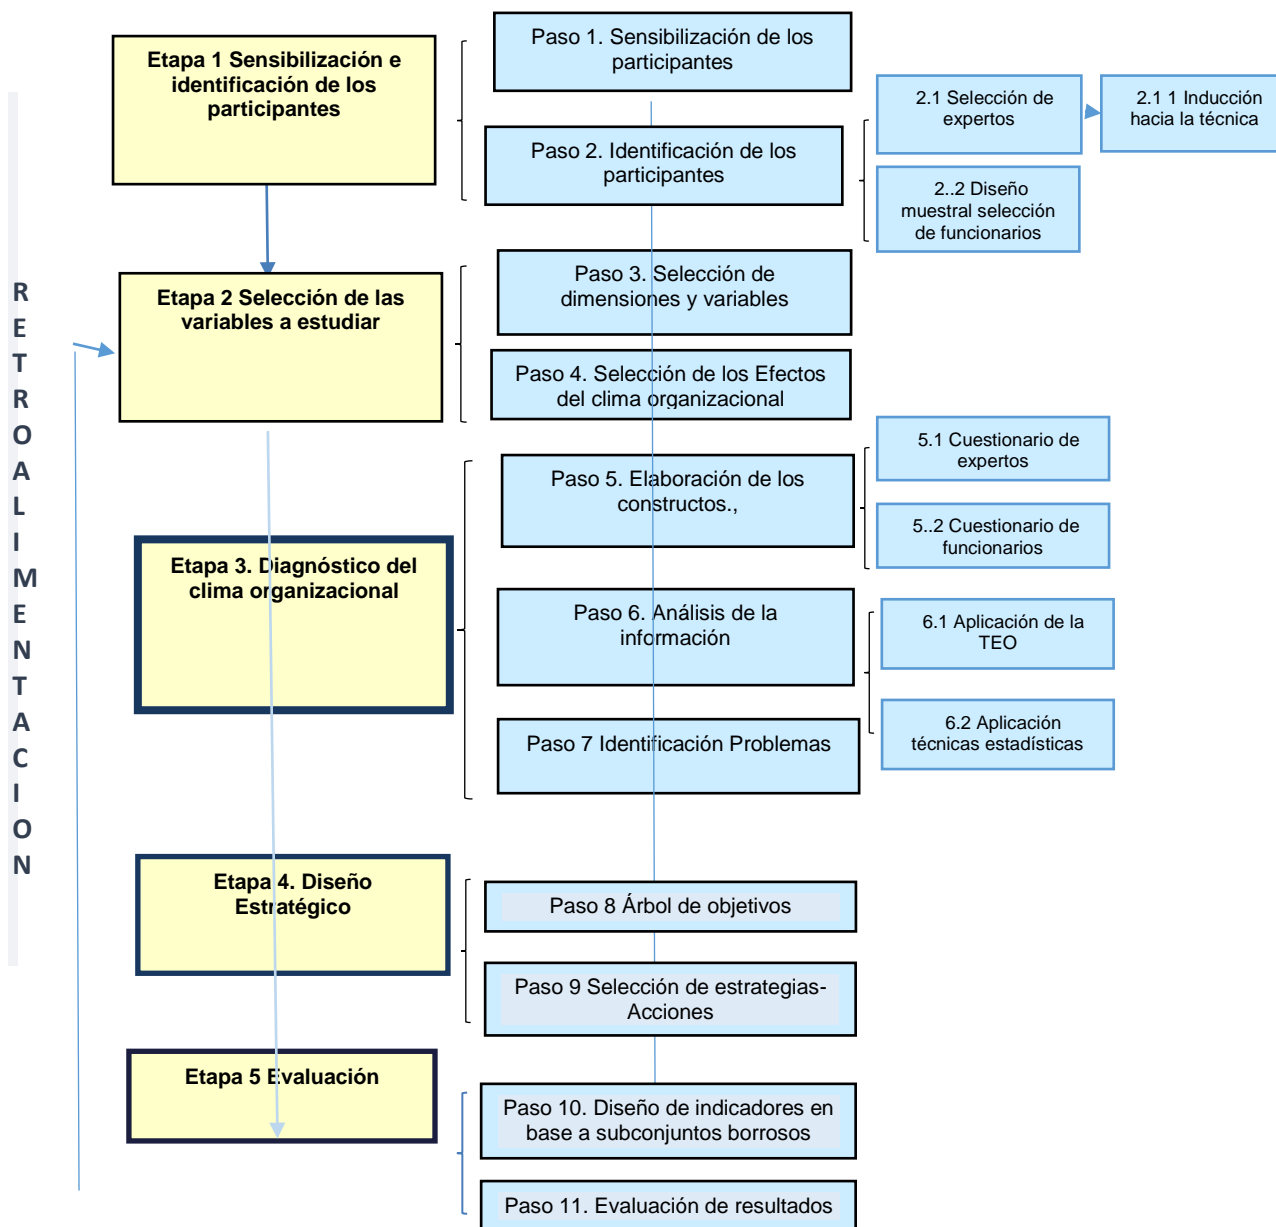 Etapa 1 Sensibilización e
identificación de los
participantes
Paso 1. Sensibilización de los
participantes
Paso 2. Identificación de los
participantes
2.1 Selección de
expertos
2.1 1 Inducción
hacia la técnica
2..2 Diseño
muestral selección
de funcionarios
Etapa 2 Selección de las
variables a estudiar
Paso 3. Selección de
dimensiones y variables
Paso 4. Selección de los Efectos
del clima organizacional
Etapa 3. Diagnóstico del
clima organizacional
Paso 5. Elaboración de los
constructos.,
5.1 Cuestionario de
expertos
5..2 Cuestionario de
funcionarios
Paso 6. Análisis de la
información
6.1 Aplicación de la
TEO
6.2 Aplicación
técnicas estadísticas
Paso 7 Identificación Problemas
Etapa 4. Diseño
Estratégico
Paso 8 Árbol de objetivos
Paso 9 Selección de estrategias-
Acciones
Etapa 5 Evaluación
Paso 10. Diseño de indicadores en
base a subconjuntos borrosos
Paso 11. Evaluación de resultados
R
E
T
R
O
A
L
I
M
E
N
T
A
C
I
O
N